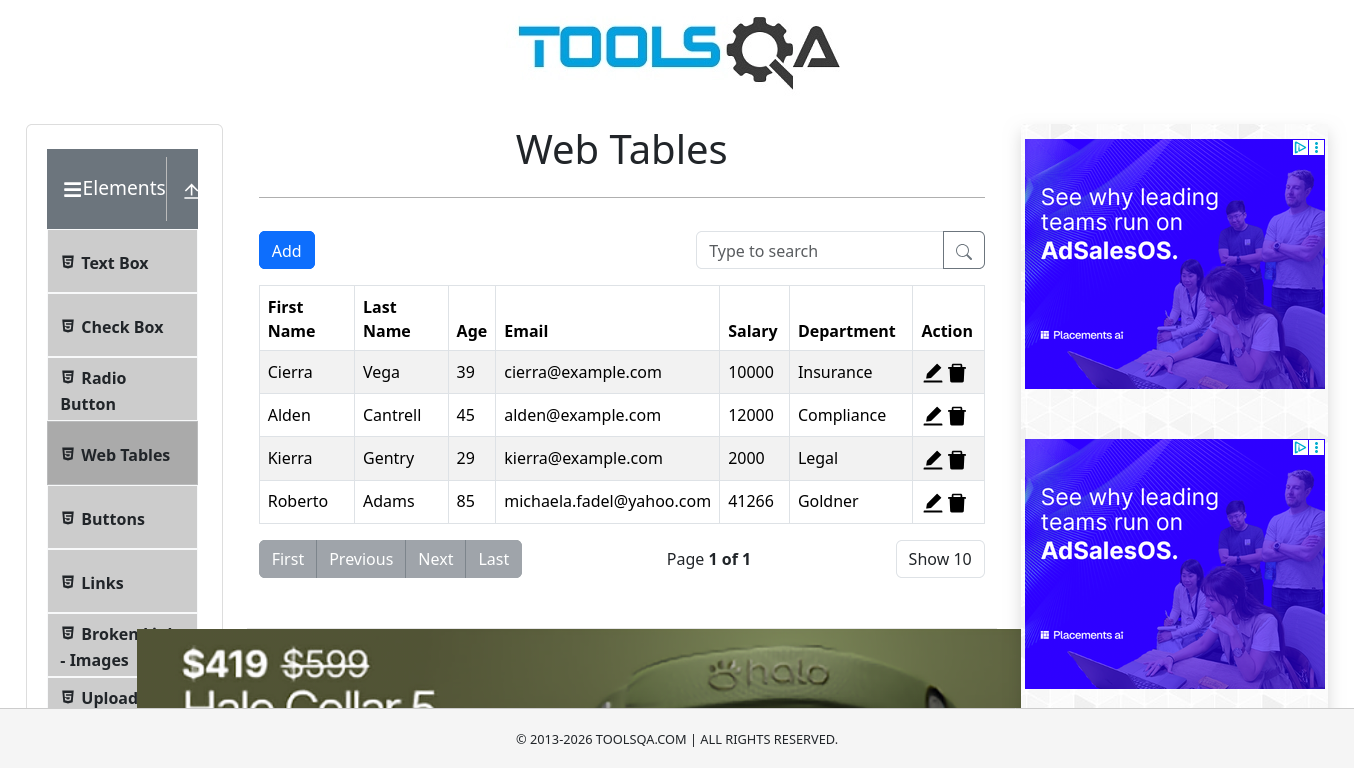 TOOLSQA
Web Tables
Elements
Text Box
Check Box
Radio
Button
Web Tables
Buttons
Links
Broken
- Images
Upload
Add
Type to search
First Name Last Name Age Email Salary Department Action
Cierra Vega 39 cierra@example.com 10000 Insurance
Alden Cantrell 45 alden@example.com 12000 Compliance
Kierra Gentry 29 kierra@example.com 2000 Legal
Roberto Adams 85 michaela.fadel@yahoo.com 41266 Goldner
First Previous Next Last Page 1 of 1 Show 10
$419 $599
Halo Collar 5
halo
See why leading
teams run on
AdSalesOS.
Placements ai
See why leading
teams run on
AdSalesOS.
Placements ai
© 2013-2026 TOOLSQA.COM | ALL RIGHTS RESERVED.